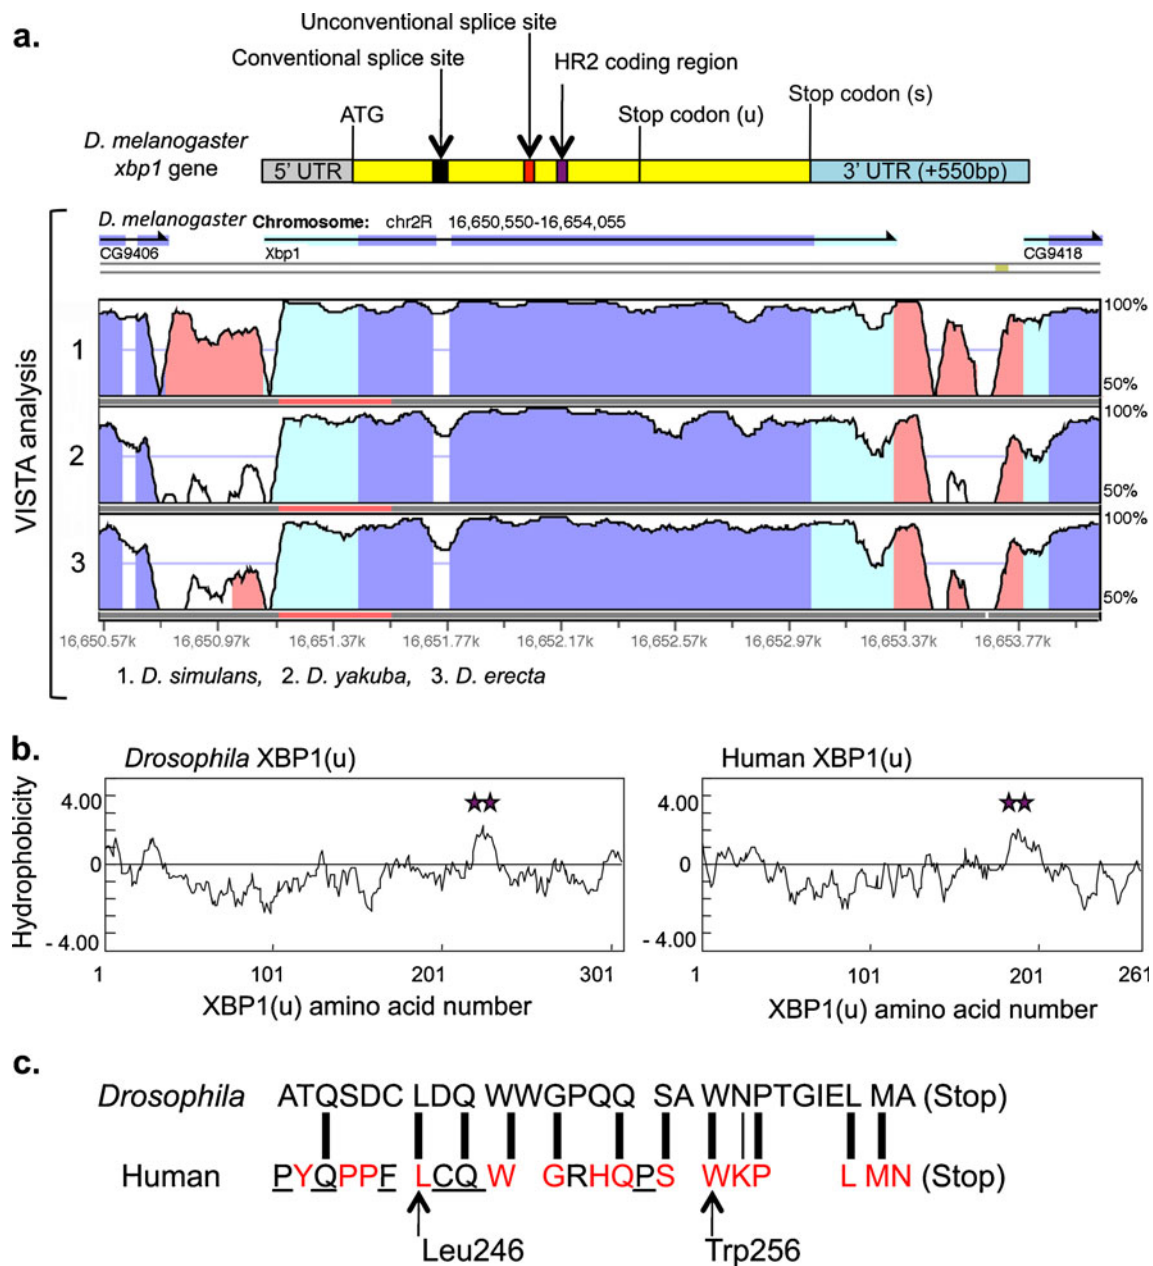 a.
Unconventional splice site
Conventional splice site
HR2 coding region
ATG
Stop codon (u)
Stop codon (s)
D. melanogaster
xbp1 gene
5' UTR
3' UTR (+550bp)
D. melanogaster Chromosome: chr2R 16,650,550-16,654,055
CG9406
Xbp1
CG9418
VISTA analysis
1
100%
50%
2
100%
50%
3
100%
50%
16,650.57k 16,650.97k 16,651.37k 16,651.77k 16,652.17k 16,652.57k 16,652.97k 16,653.37k 16,653.77k
1. D. simulans, 2. D. yakuba, 3. D. erecta
b.
Drosophila XBP1(u)
Human XBP1(u)
Hydrophobicity
4.00
0
- 4.00
1 101 201 301
XBP1(u) amino acid number
4.00
0
- 4.00
1 101 201 261
XBP1(u) amino acid number
c.
Drosophila ATQSDC LDQ WWGPQQ SA WNPTGIEL MA (Stop)
Human PYQPPF LCQ W GRHQPS WKP L MN (Stop)
Leu246
Trp256